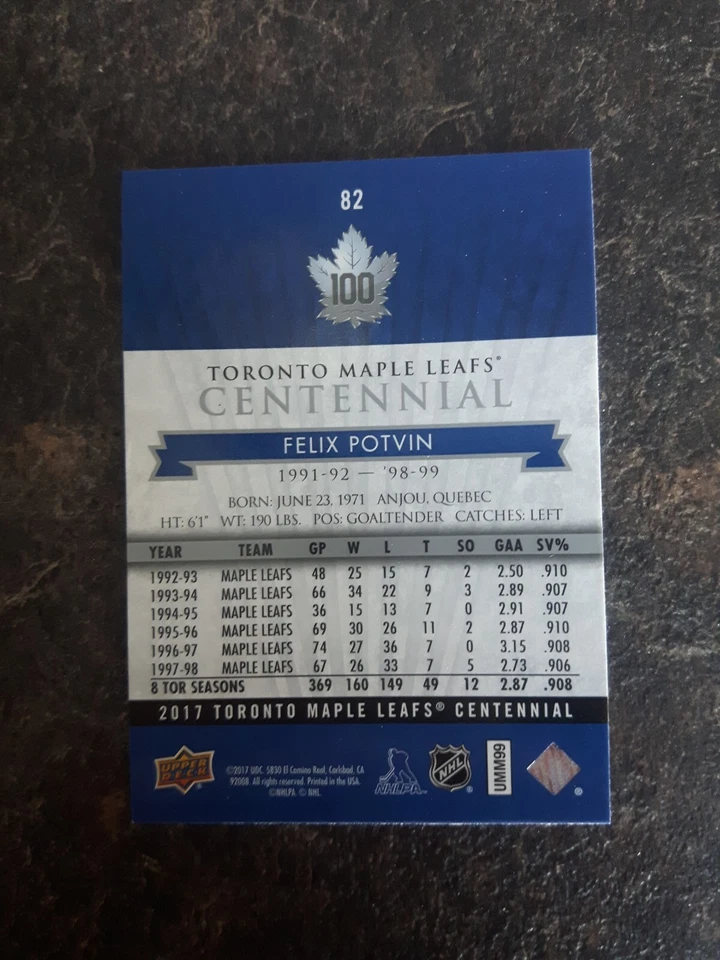 82
100
TORONTO MAPLE LEAFS®
CENTENNIAL
FELIX POTVIN
1991-92 — '98-99
BORN: JUNE 23, 1971 ANJOU, QUEBEC
HT: 6'1" WT: 190 LBS. POS: GOALTENDER CATCHES: LEFT
YEAR TEAM GP W L T SO GAA SV%
1992-93 MAPLE LEAFS 48 25 15 7 2 2.50 .910
1993-94 MAPLE LEAFS 66 34 22 9 3 2.89 .907
1994-95 MAPLE LEAFS 36 15 13 7 0 2.91 .907
1995-96 MAPLE LEAFS 69 30 26 11 2 2.87 .910
1996-97 MAPLE LEAFS 74 27 36 7 0 3.15 .908
1997-98 MAPLE LEAFS 67 26 33 7 5 2.73 .906
8 TOR SEASONS 369 160 149 49 12 2.87 .908
2017 TORONTO MAPLE LEAFS® CENTENNIAL
UPPER DECK ®
©2017 UDC. 5830 El Camino Real, Carlsbad, CA
92008. All rights reserved. Printed in the USA.
©NHLPA. © NHL.
NHLPA
NHL
UMM99
®